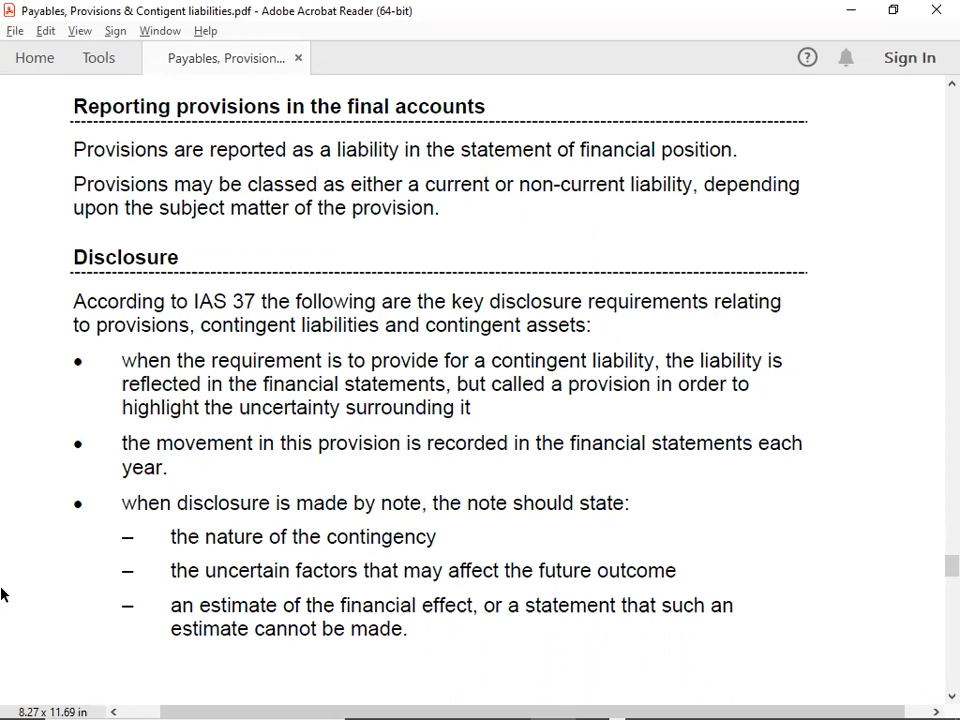 Payables, Provisions & Contigent liabilities.pdf - Adobe Acrobat Reader (64-bit)
File Edit View Sign Window Help
Home Tools Payables, Provision... × ? Sign In
Reporting provisions in the final accounts
Provisions are reported as a liability in the statement of financial position.
Provisions may be classed as either a current or non-current liability, depending
upon the subject matter of the provision.
Disclosure
According to IAS 37 the following are the key disclosure requirements relating
to provisions, contingent liabilities and contingent assets:
• when the requirement is to provide for a contingent liability, the liability is
reflected in the financial statements, but called a provision in order to
highlight the uncertainty surrounding it
• the movement in this provision is recorded in the financial statements each
year.
• when disclosure is made by note, the note should state:
– the nature of the contingency
– the uncertain factors that may affect the future outcome
– an estimate of the financial effect, or a statement that such an
estimate cannot be made.
8.27 x 11.69 in